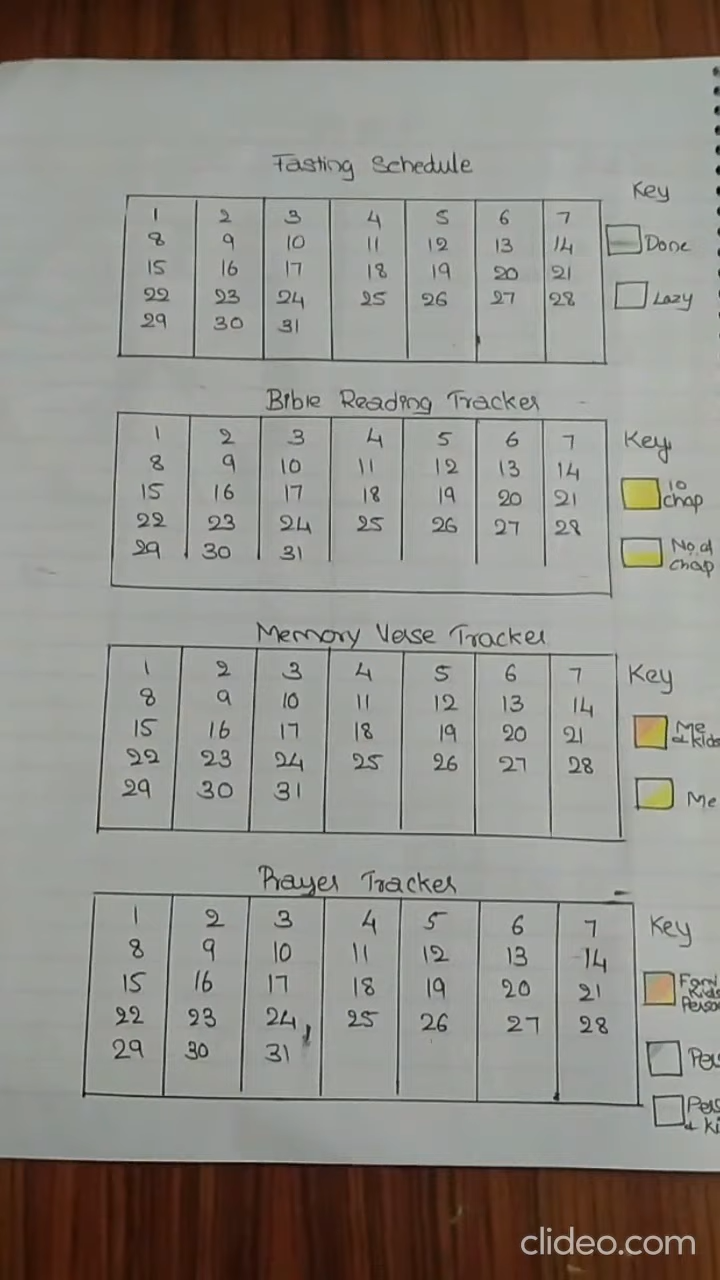 Fasting Schedule
Key
1 2 3 4 5 6 7
8 9 10 11 12 13 14
Done
15 16 17 18 19 20 21
22 23 24 25 26 27 28
Lazy
29 30 31
Bible Reading Tracker
Key
1 2 3 4 5 6 7
8 9 10 11 12 13 14
15 16 17 18 19 20 21
10
chap
22 23 24 25 26 27 28
29 30 31
No. of
chap
Memory Verse Tracker
Key
1 2 3 4 5 6 7
8 9 10 11 12 13 14
15 16 17 18 19 20 21
Me
& kids
22 23 24 25 26 27 28
29 30 31
Me
Prayer Tracker
Key
1 2 3 4 5 6 7
8 9 10 11 12 13 14
15 16 17 18 19 20 21
Kids
22 23 24 25 26 27 28
29 30 31
clideo.com